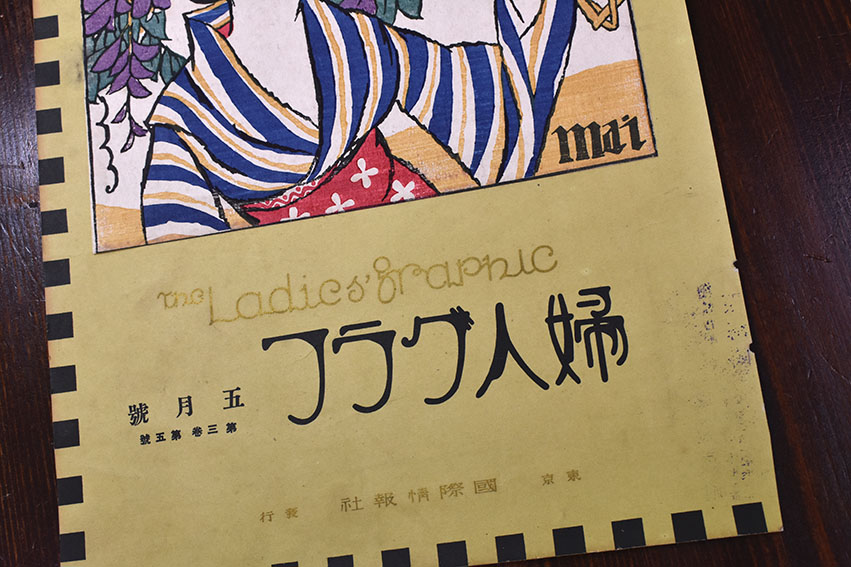 mai
The Ladies' Graphic
婦人グラフ
五月號
第三卷第五號
東京 國際情報社 發行